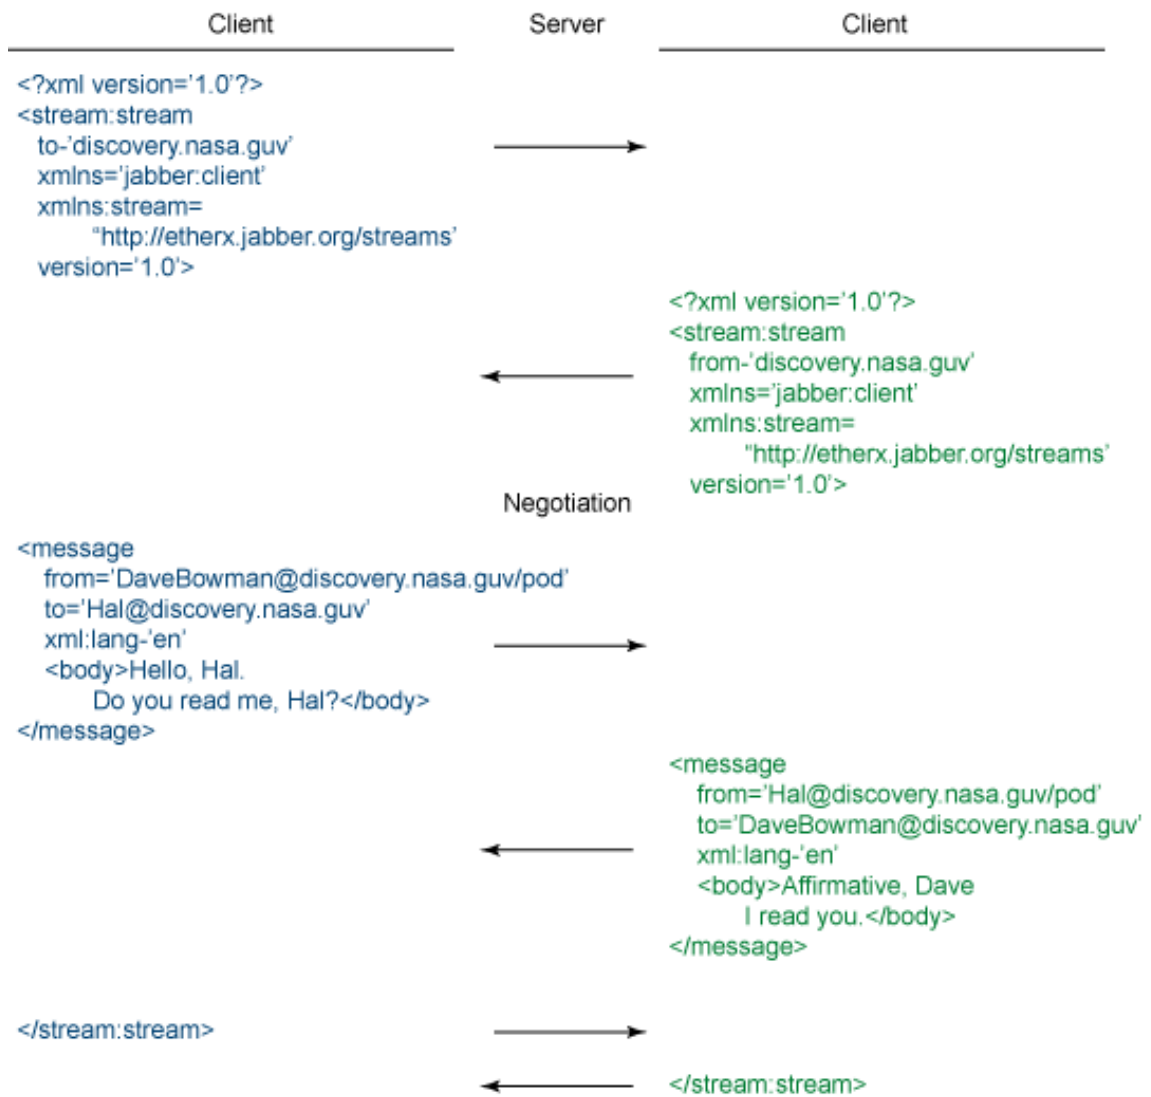 Client Server Client
<?xml version='1.0'?>
<stream:stream
to-'discovery.nasa.guv'
xmlns='jabber:client'
xmlns:stream=
"http://etherx.jabber.org/streams'
version='1.0'>
<?xml version='1.0'?>
<stream:stream
from-'discovery.nasa.guv'
xmlns='jabber:client'
xmlns:stream=
"http://etherx.jabber.org/streams'
version='1.0'>
Negotiation
<message
from='DaveBowman@discovery.nasa.guv/pod'
to='Hal@discovery.nasa.guv'
xml:lang-'en'
<body>Hello, Hal.
Do you read me, Hal?</body>
</message>
<message
from='Hal@discovery.nasa.guv/pod'
to='DaveBowman@discovery.nasa.guv'
xml:lang-'en'
<body>Affirmative, Dave
I read you.</body>
</message>
</stream:stream>
</stream:stream>